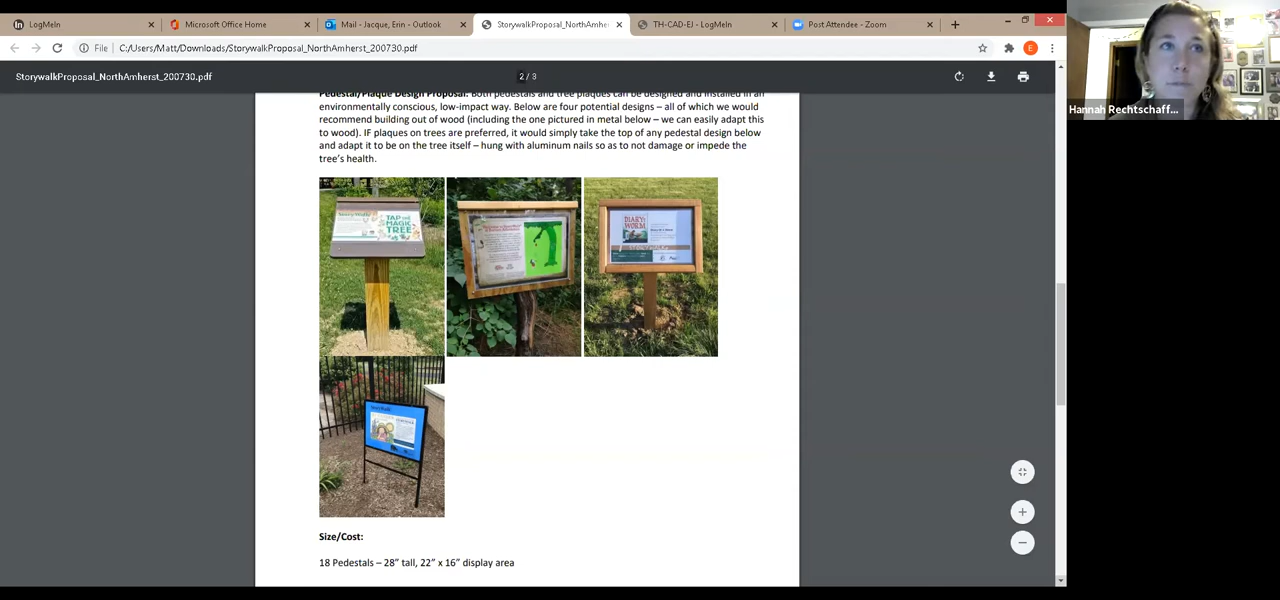 LogMeIn
Microsoft Office Home
Mail - Jacque, Erin - Outlook
StorywalkProposal_NorthAmhers
TH-CAD-EJ - LogMeIn
Post Attendee - Zoom
File
C:/Users/Matt/Downloads/StorywalkProposal_NorthAmherst_200730.pdf
E
StorywalkProposal_NorthAmherst_200730.pdf
2 / 3
Hannah Rechtschaff...
Pedestal/Plaque Design Proposal: Both pedestals and tree plaques can be designed and installed in an
environmentally conscious, low-impact way. Below are four potential designs – all of which we would
recommend building out of wood (including the one pictured in metal below – we can easily adapt this
to wood). IF plaques on trees are preferred, it would simply take the top of any pedestal design below
and adapt it to be on the tree itself – hung with aluminum nails so as to not damage or impede the
tree's health.
TAP the
MAGIC
TREE
DIARY of a
WORM
Size/Cost:
18 Pedestals – 28" tall, 22" x 16" display area